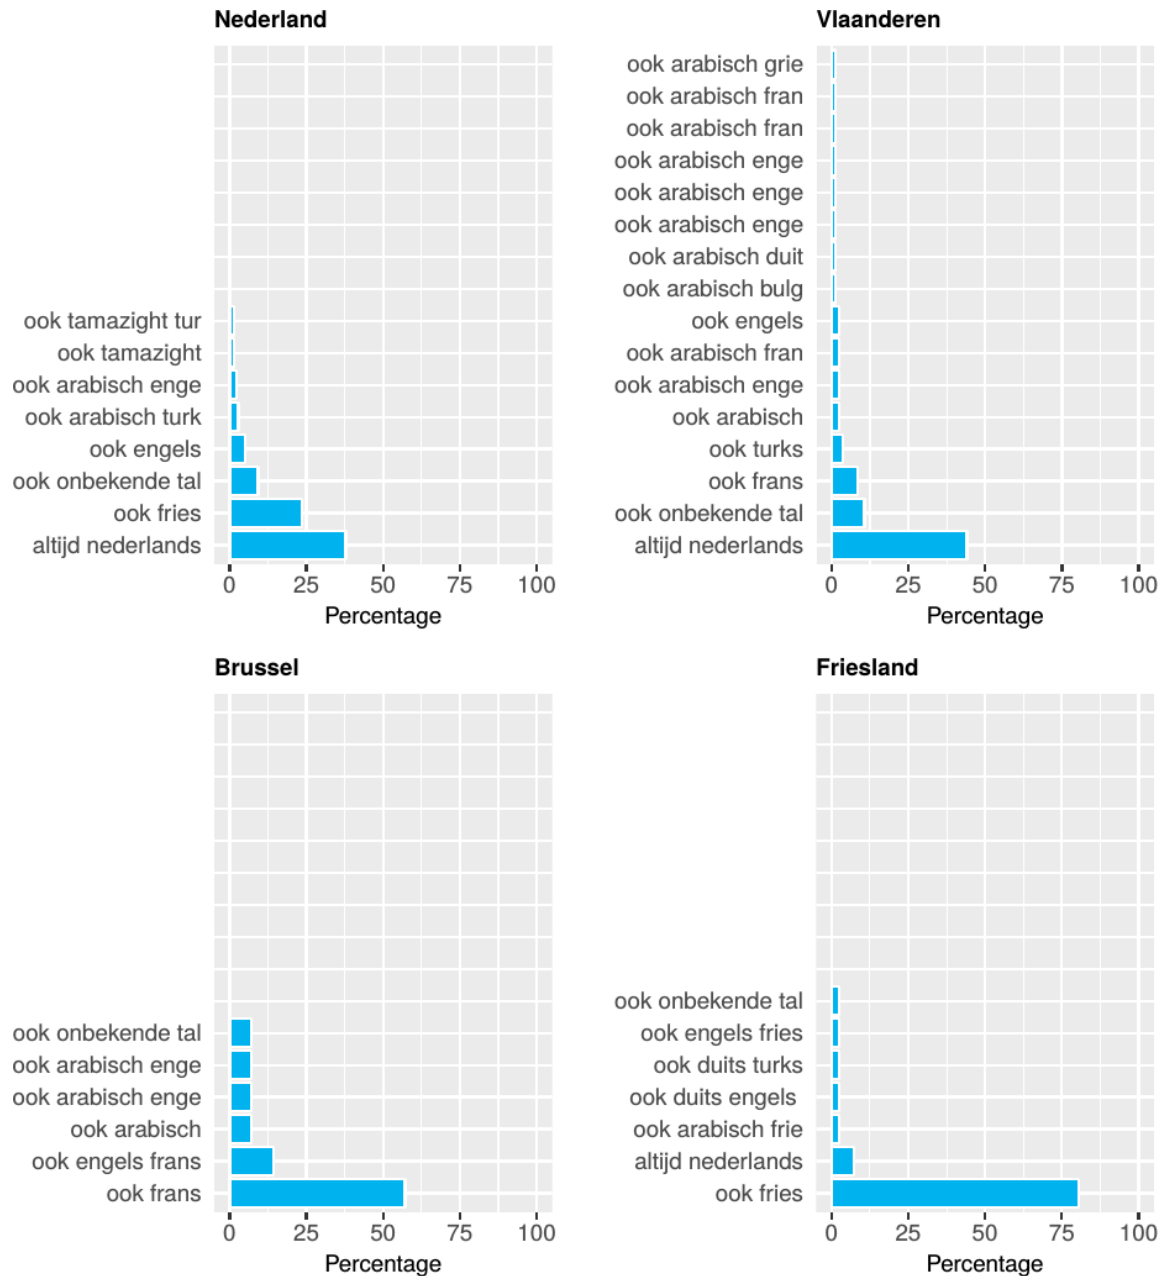 Nederland
ook tamazight tur
ook tamazight
ook arabisch enge
ook arabisch turk
ook engels
ook onbekende tal
ook fries
altijd nederlands
0 25 50 75 100
Percentage
Vlaanderen
ook arabisch grie
ook arabisch fran
ook arabisch fran
ook arabisch enge
ook arabisch enge
ook arabisch enge
ook arabisch duit
ook arabisch bulg
ook engels
ook arabisch fran
ook arabisch enge
ook arabisch
ook turks
ook frans
ook onbekende tal
altijd nederlands
0 25 50 75 100
Percentage
Brussel
ook onbekende tal
ook arabisch enge
ook arabisch enge
ook arabisch
ook engels frans
ook frans
0 25 50 75 100
Percentage
Friesland
ook onbekende tal
ook engels fries
ook duits turks
ook duits engels
ook arabisch frie
altijd nederlands
ook fries
0 25 50 75 100
Percentage